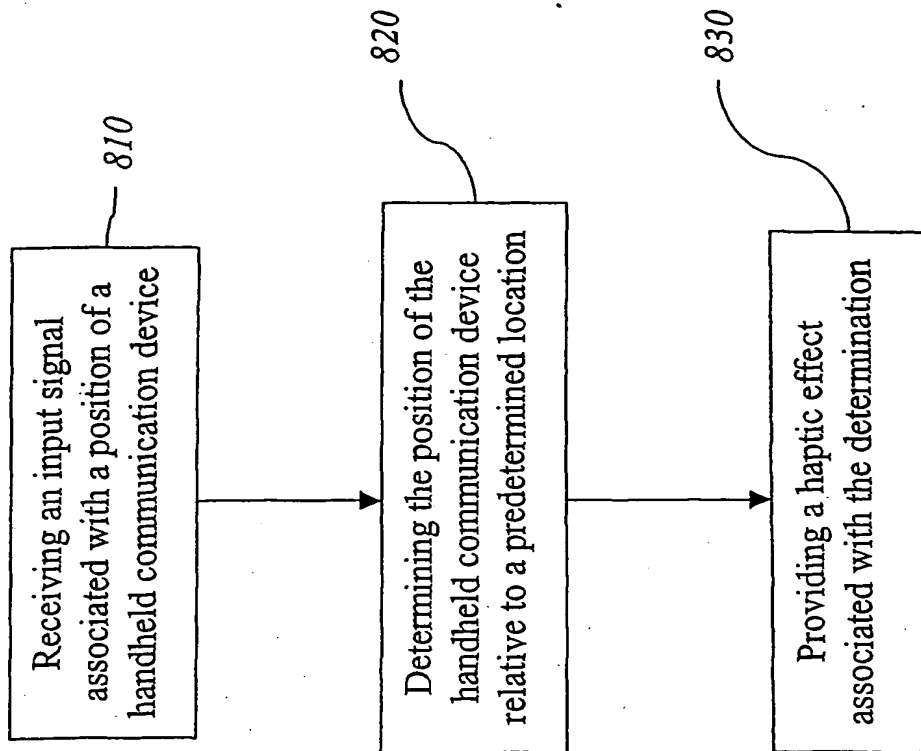 Receiving an input signal
associated with a position of a
handheld communication device
810
Determining the position of the
handheld communication device
relative to a predetermined location
820
Providing a haptic effect
associated with the determination
830